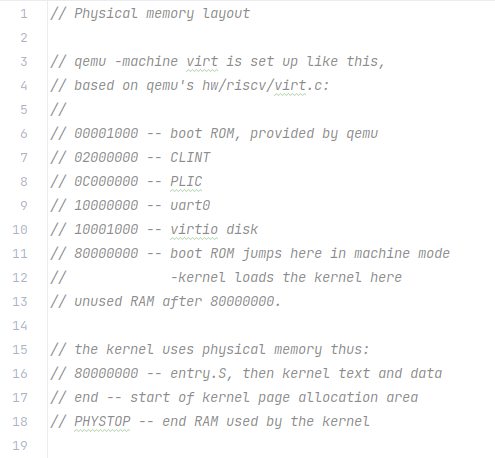 1 // Physical memory layout
2
3 // qemu -machine virt is set up like this,
4 // based on qemu's hw/riscv/virt.c:
5 //
6 // 00001000 -- boot ROM, provided by qemu
7 // 02000000 -- CLINT
8 // 0C000000 -- PLIC
9 // 10000000 -- uart0
10 // 10001000 -- virtio disk
11 // 80000000 -- boot ROM jumps here in machine mode
12 //             -kernel loads the kernel here
13 // unused RAM after 80000000.
14
15 // the kernel uses physical memory thus:
16 // 80000000 -- entry.S, then kernel text and data
17 // end -- start of kernel page allocation area
18 // PHYSTOP -- end RAM used by the kernel
19